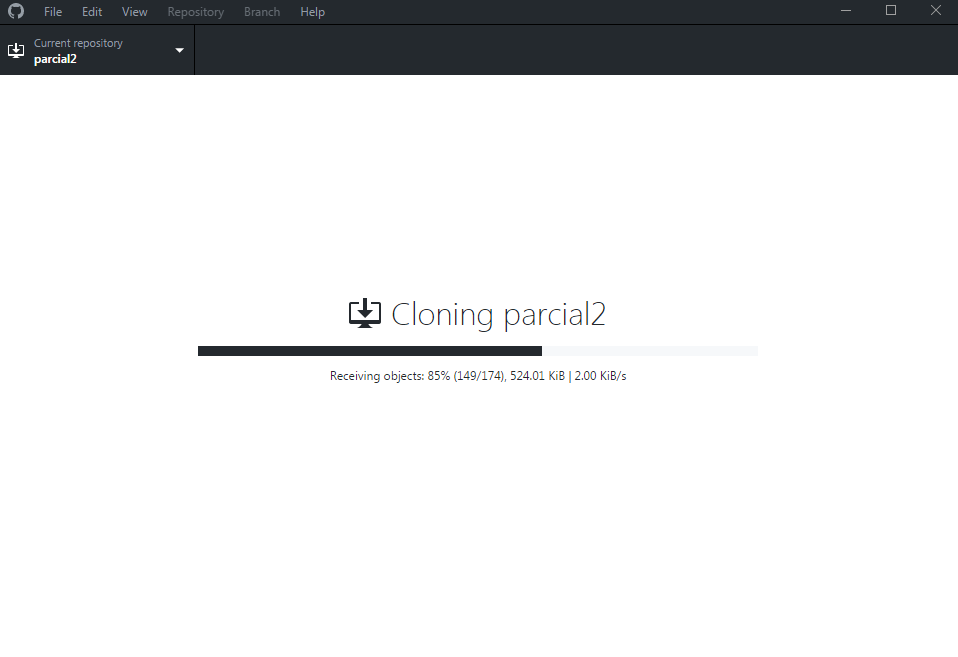 File Edit View Repository Branch Help
Current repository
parcial2
Cloning parcial2
Receiving objects: 85% (149/174), 524.01 KiB | 2.00 KiB/s